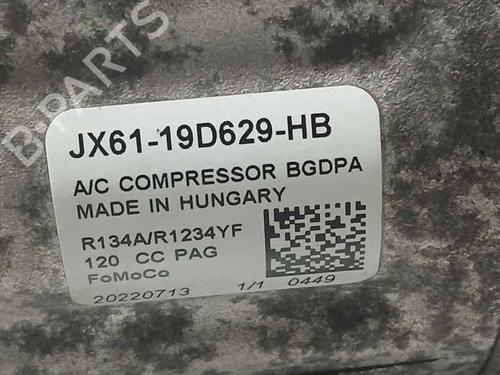 B-PARTS
JX61-19D629-HB
A/C COMPRESSOR BGDPA
MADE IN HUNGARY
R134A/R1234YF
120 CC PAG
FoMoCo
20220713 1/1 0449